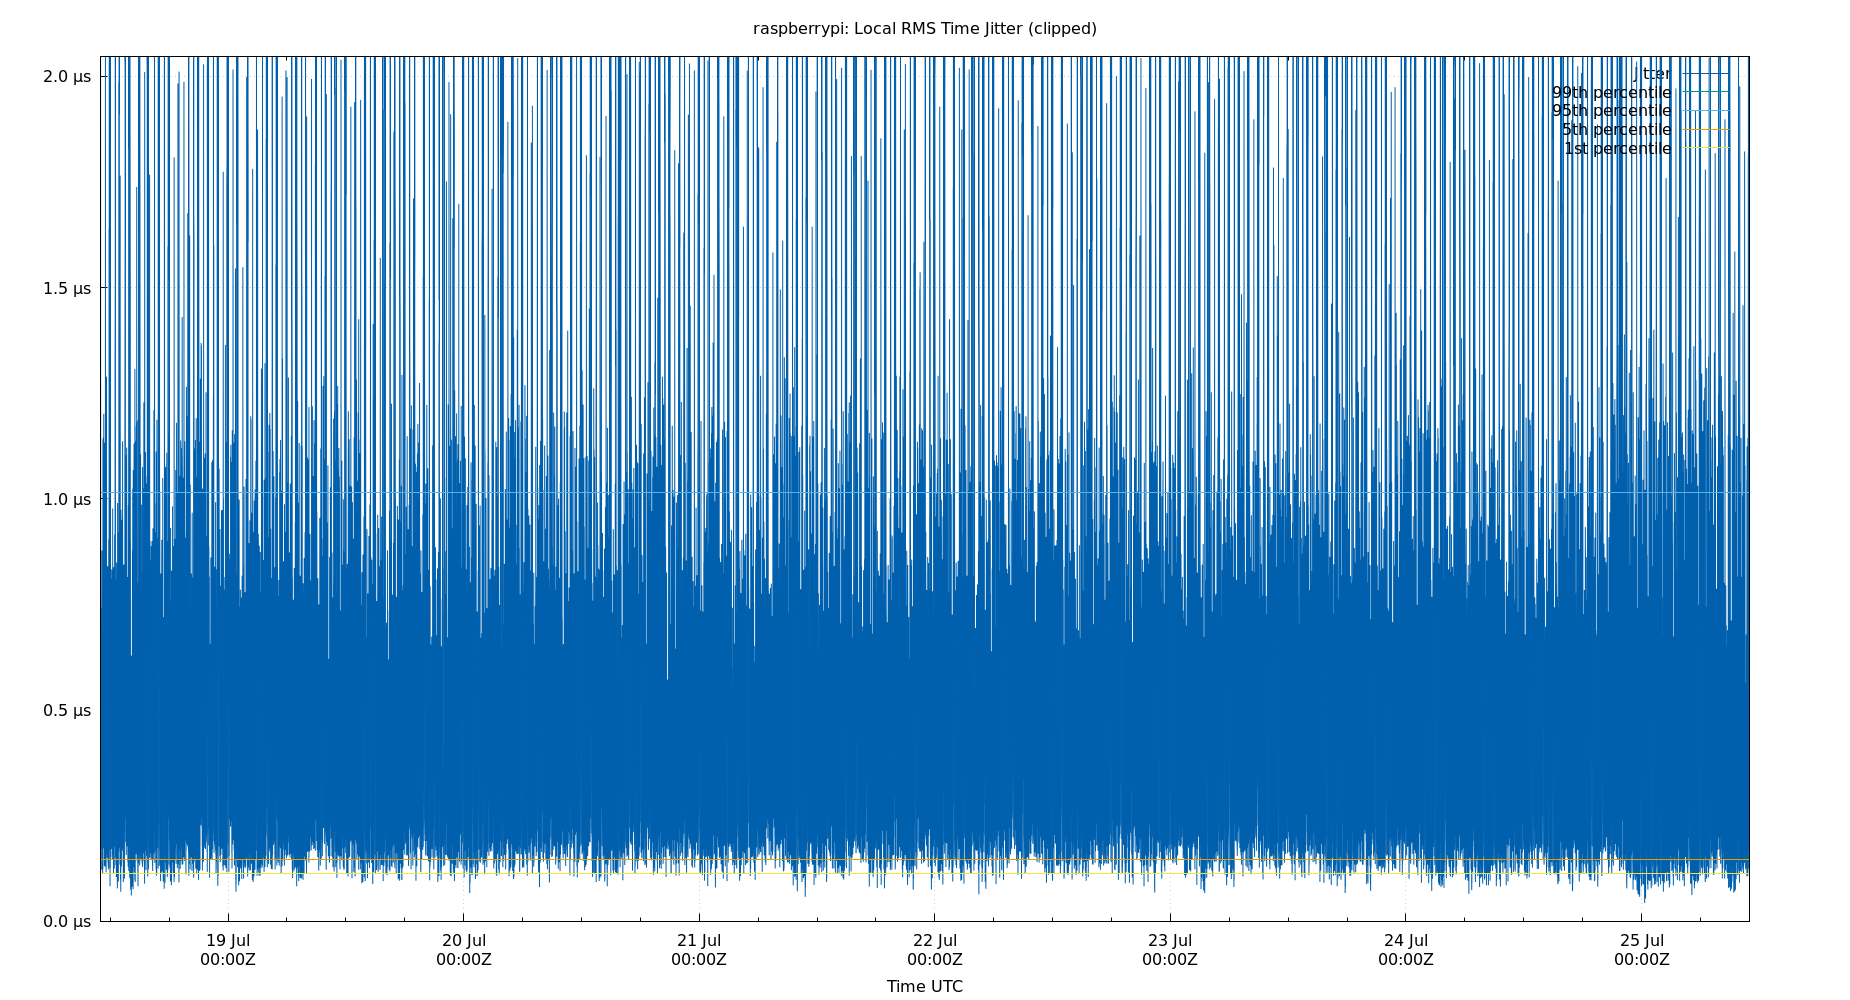 raspberrypi: Local RMS Time Jitter (clipped)
2.0 μs
1.5 μs
1.0 μs
0.5 μs
0.0 μs
Jitter
99th percentile
95th percentile
5th percentile
1st percentile
19 Jul 20 Jul 21 Jul 22 Jul 23 Jul 24 Jul 25 Jul
00:00Z 00:00Z 00:00Z 00:00Z 00:00Z 00:00Z 00:00Z
Time UTC